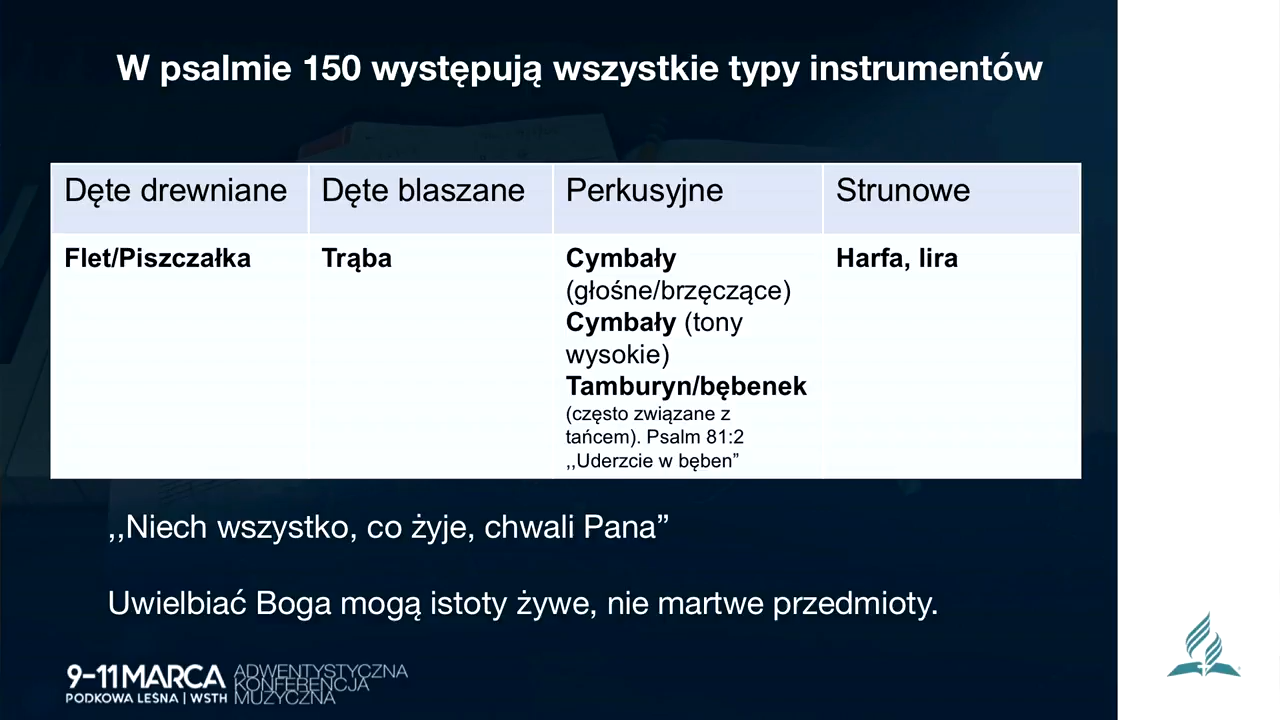 W psalmie 150 występują wszystkie typy instrumentów
Dęte drewniane
Dęte blaszane
Perkusyjne
Strunowe
Flet/Piszczałka
Trąba
Cymbały
(głośne/brzęczące)
Cymbały (tony
wysokie)
Tamburyn/bębenek
(często związane z
tańcem). Psalm 81:2
,,Uderzcie w bęben”
Harfa, lira
,,Niech wszystko, co żyje, chwali Pana”
Uwielbiać Boga mogą istoty żywe, nie martwe przedmioty.
9-11 MARCA
PODKOWA LEŚNA | WSTH
ADWENTYSTYCZNA
KONFERENCJA
MUZYCZNA